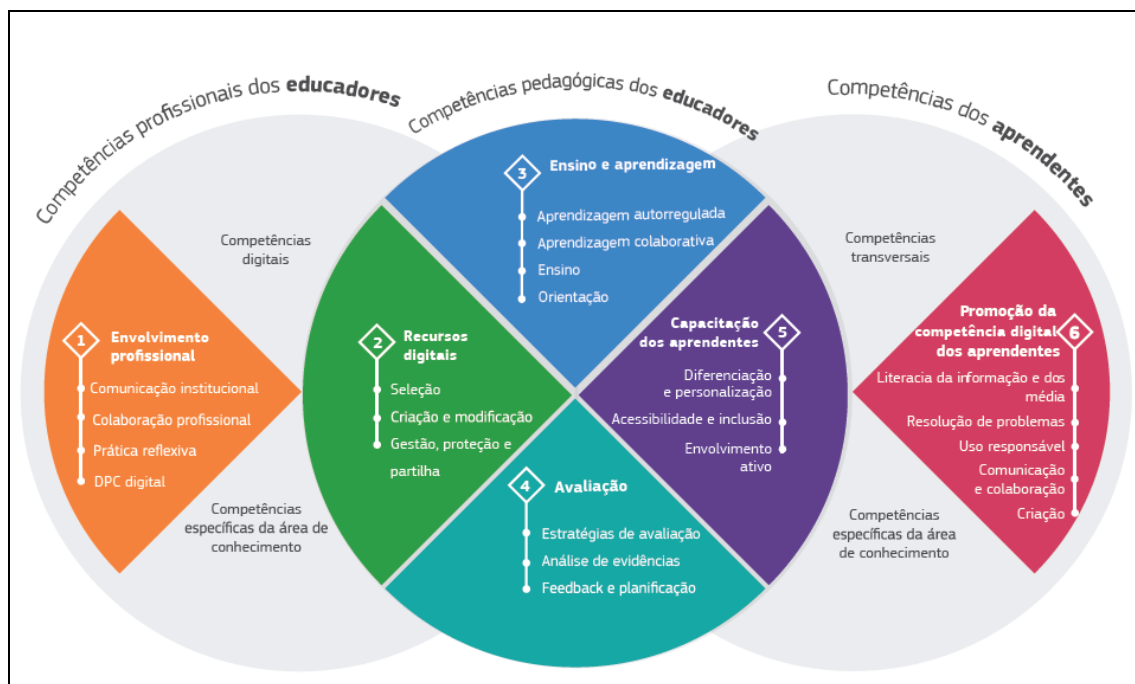 Competências profissionais dos educadores
Competências pedagógicas dos educadores
Competências dos aprendentes
Competências
digitais
Competências
específicas da área de
conhecimento
1
Envolvimento
profissional
Comunicação institucional
Colaboração profissional
Prática reflexiva
DPC digital
2
Recursos
digitais
Seleção
Criação e modificação
Gestão, proteção e
partilha
3
Ensino e aprendizagem
Aprendizagem autorregulada
Aprendizagem colaborativa
Ensino
Orientação
4
Avaliação
Estratégias de avaliação
Análise de evidências
Feedback e planificação
Capacitação
dos aprendentes
5
Diferenciação
e personalização
Acessibilidade e inclusão
Envolvimento
ativo
Competências
transversais
Competências
específicas da área
de conhecimento
Promoção da
competência digital
dos aprendentes
6
Literacia da informação e dos
média
Resolução de problemas
Uso responsável
Comunicação
e colaboração
Criação